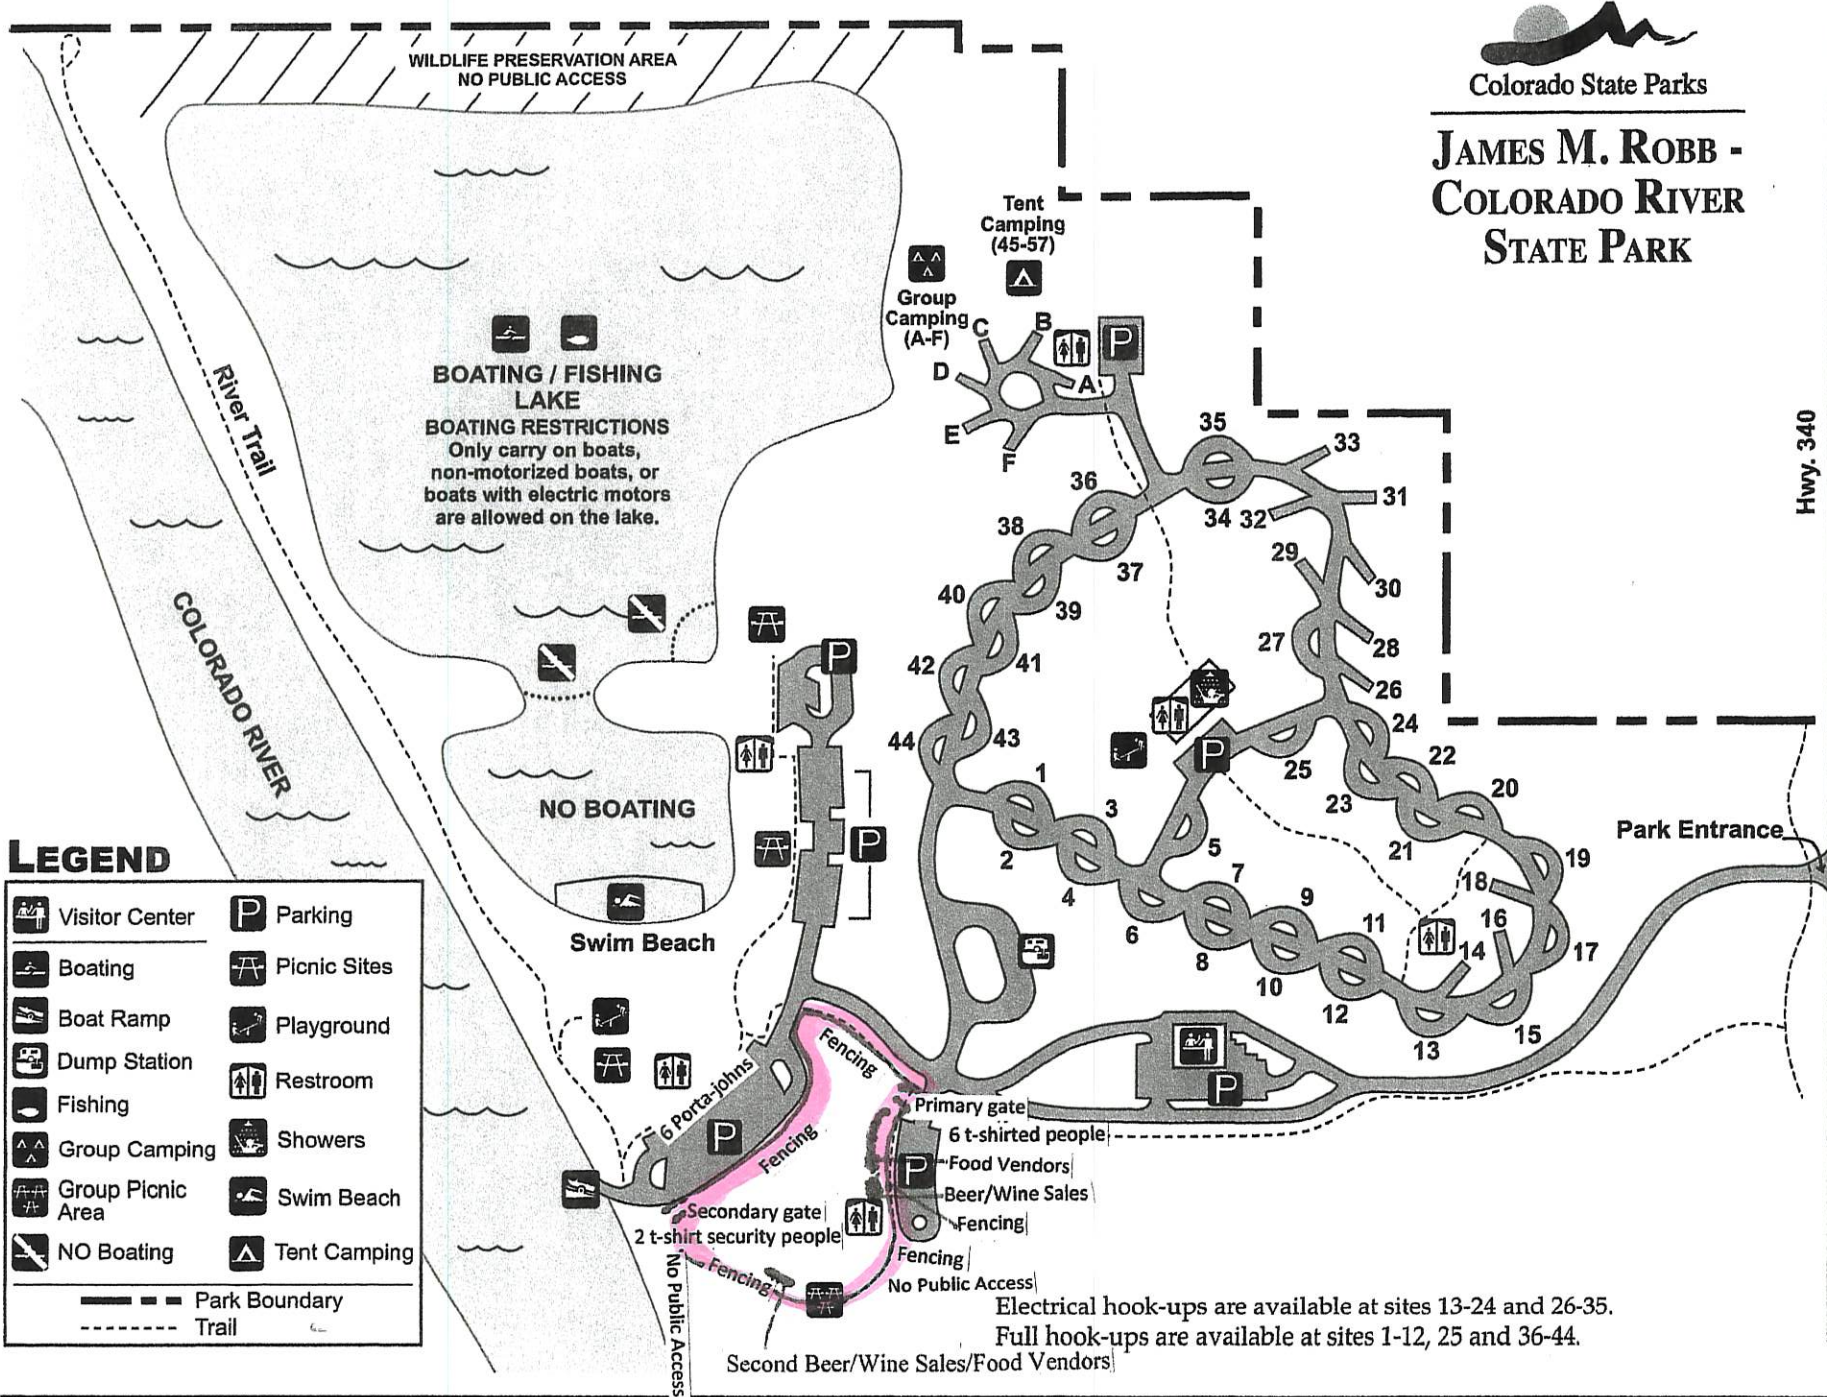 WILDLIFE PRESERVATION AREA
NO PUBLIC ACCESS
Colorado State Parks
JAMES M. ROBB -
COLORADO RIVER
STATE PARK
Tent
Camping
(45-57)
Group
Camping
(A-F)
C
B
D
A
E
F
P
BOATING / FISHING
LAKE
BOATING RESTRICTIONS
Only carry on boats,
non-motorized boats, or
boats with electric motors
are allowed on the lake.
River Trail
COLORADO RIVER
Hwy. 340
35
33
36
31
34
32
38
37
29
30
40
39
27
28
42
41
26
44
43
24
25
22
23
20
1
3
2
5
21
19
4
7
18
6
9
16
8
11
14
17
10
12
13
15
P
P
P
NO BOATING
Swim Beach
Park Entrance
LEGEND
Visitor Center
P Parking
Boating
Picnic Sites
Boat Ramp
Playground
Dump Station
Restroom
Fishing
Showers
Group Camping
Swim Beach
Group Picnic
Area
NO Boating
Tent Camping
Park Boundary
Trail
P
Fencing
6 Porta-johns
P
Fencing
Primary gate
6 t-shirted people
Food Vendors
P
Beer/Wine Sales
Fencing
Secondary gate
2 t-shirt security people
Fencing
Fencing
No Public Access
No Public Access
Electrical hook-ups are available at sites 13-24 and 26-35.
Full hook-ups are available at sites 1-12, 25 and 36-44.
Second Beer/Wine Sales/Food Vendors